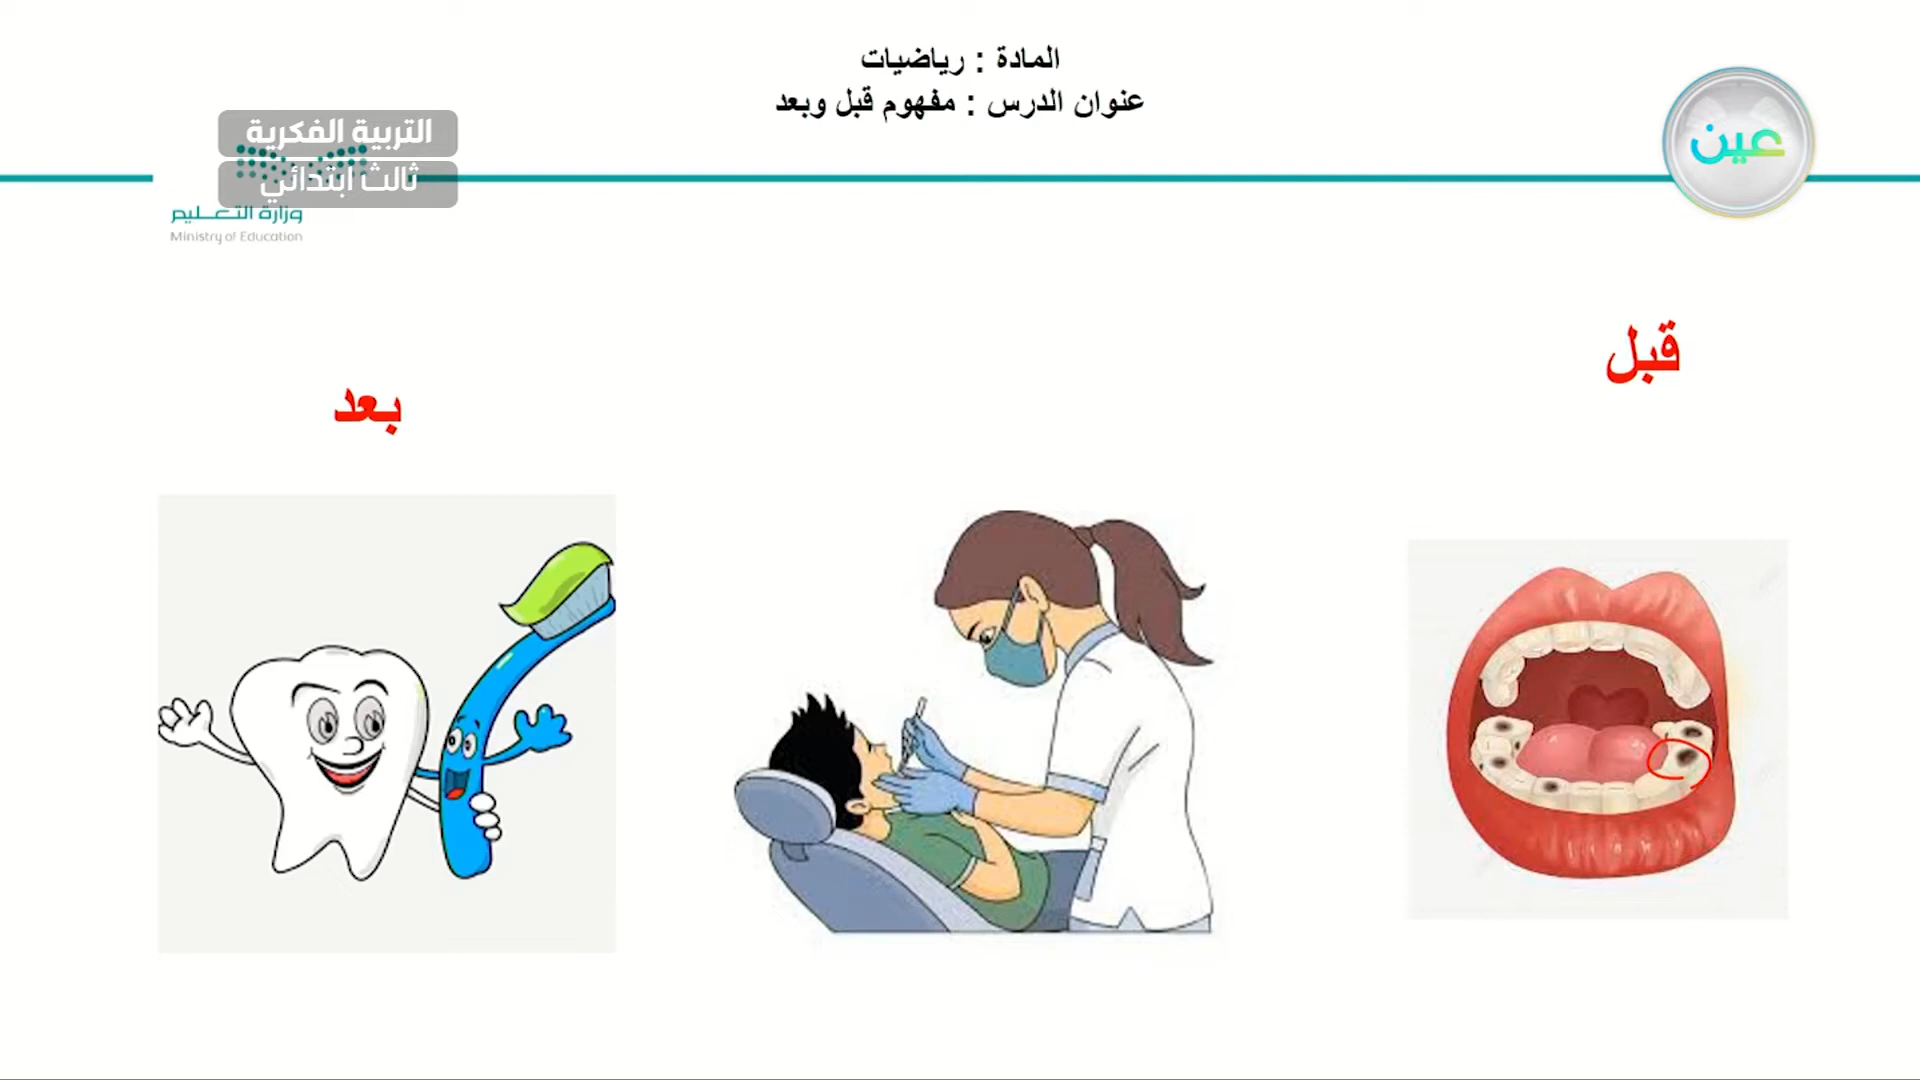 المادة : رياضيات
عنوان الدرس : مفهوم قبل وبعد
عين
التربية الفكرية
ثالث ابتدائي
وزارة التعليم
Ministry of Education
قبل
بعد